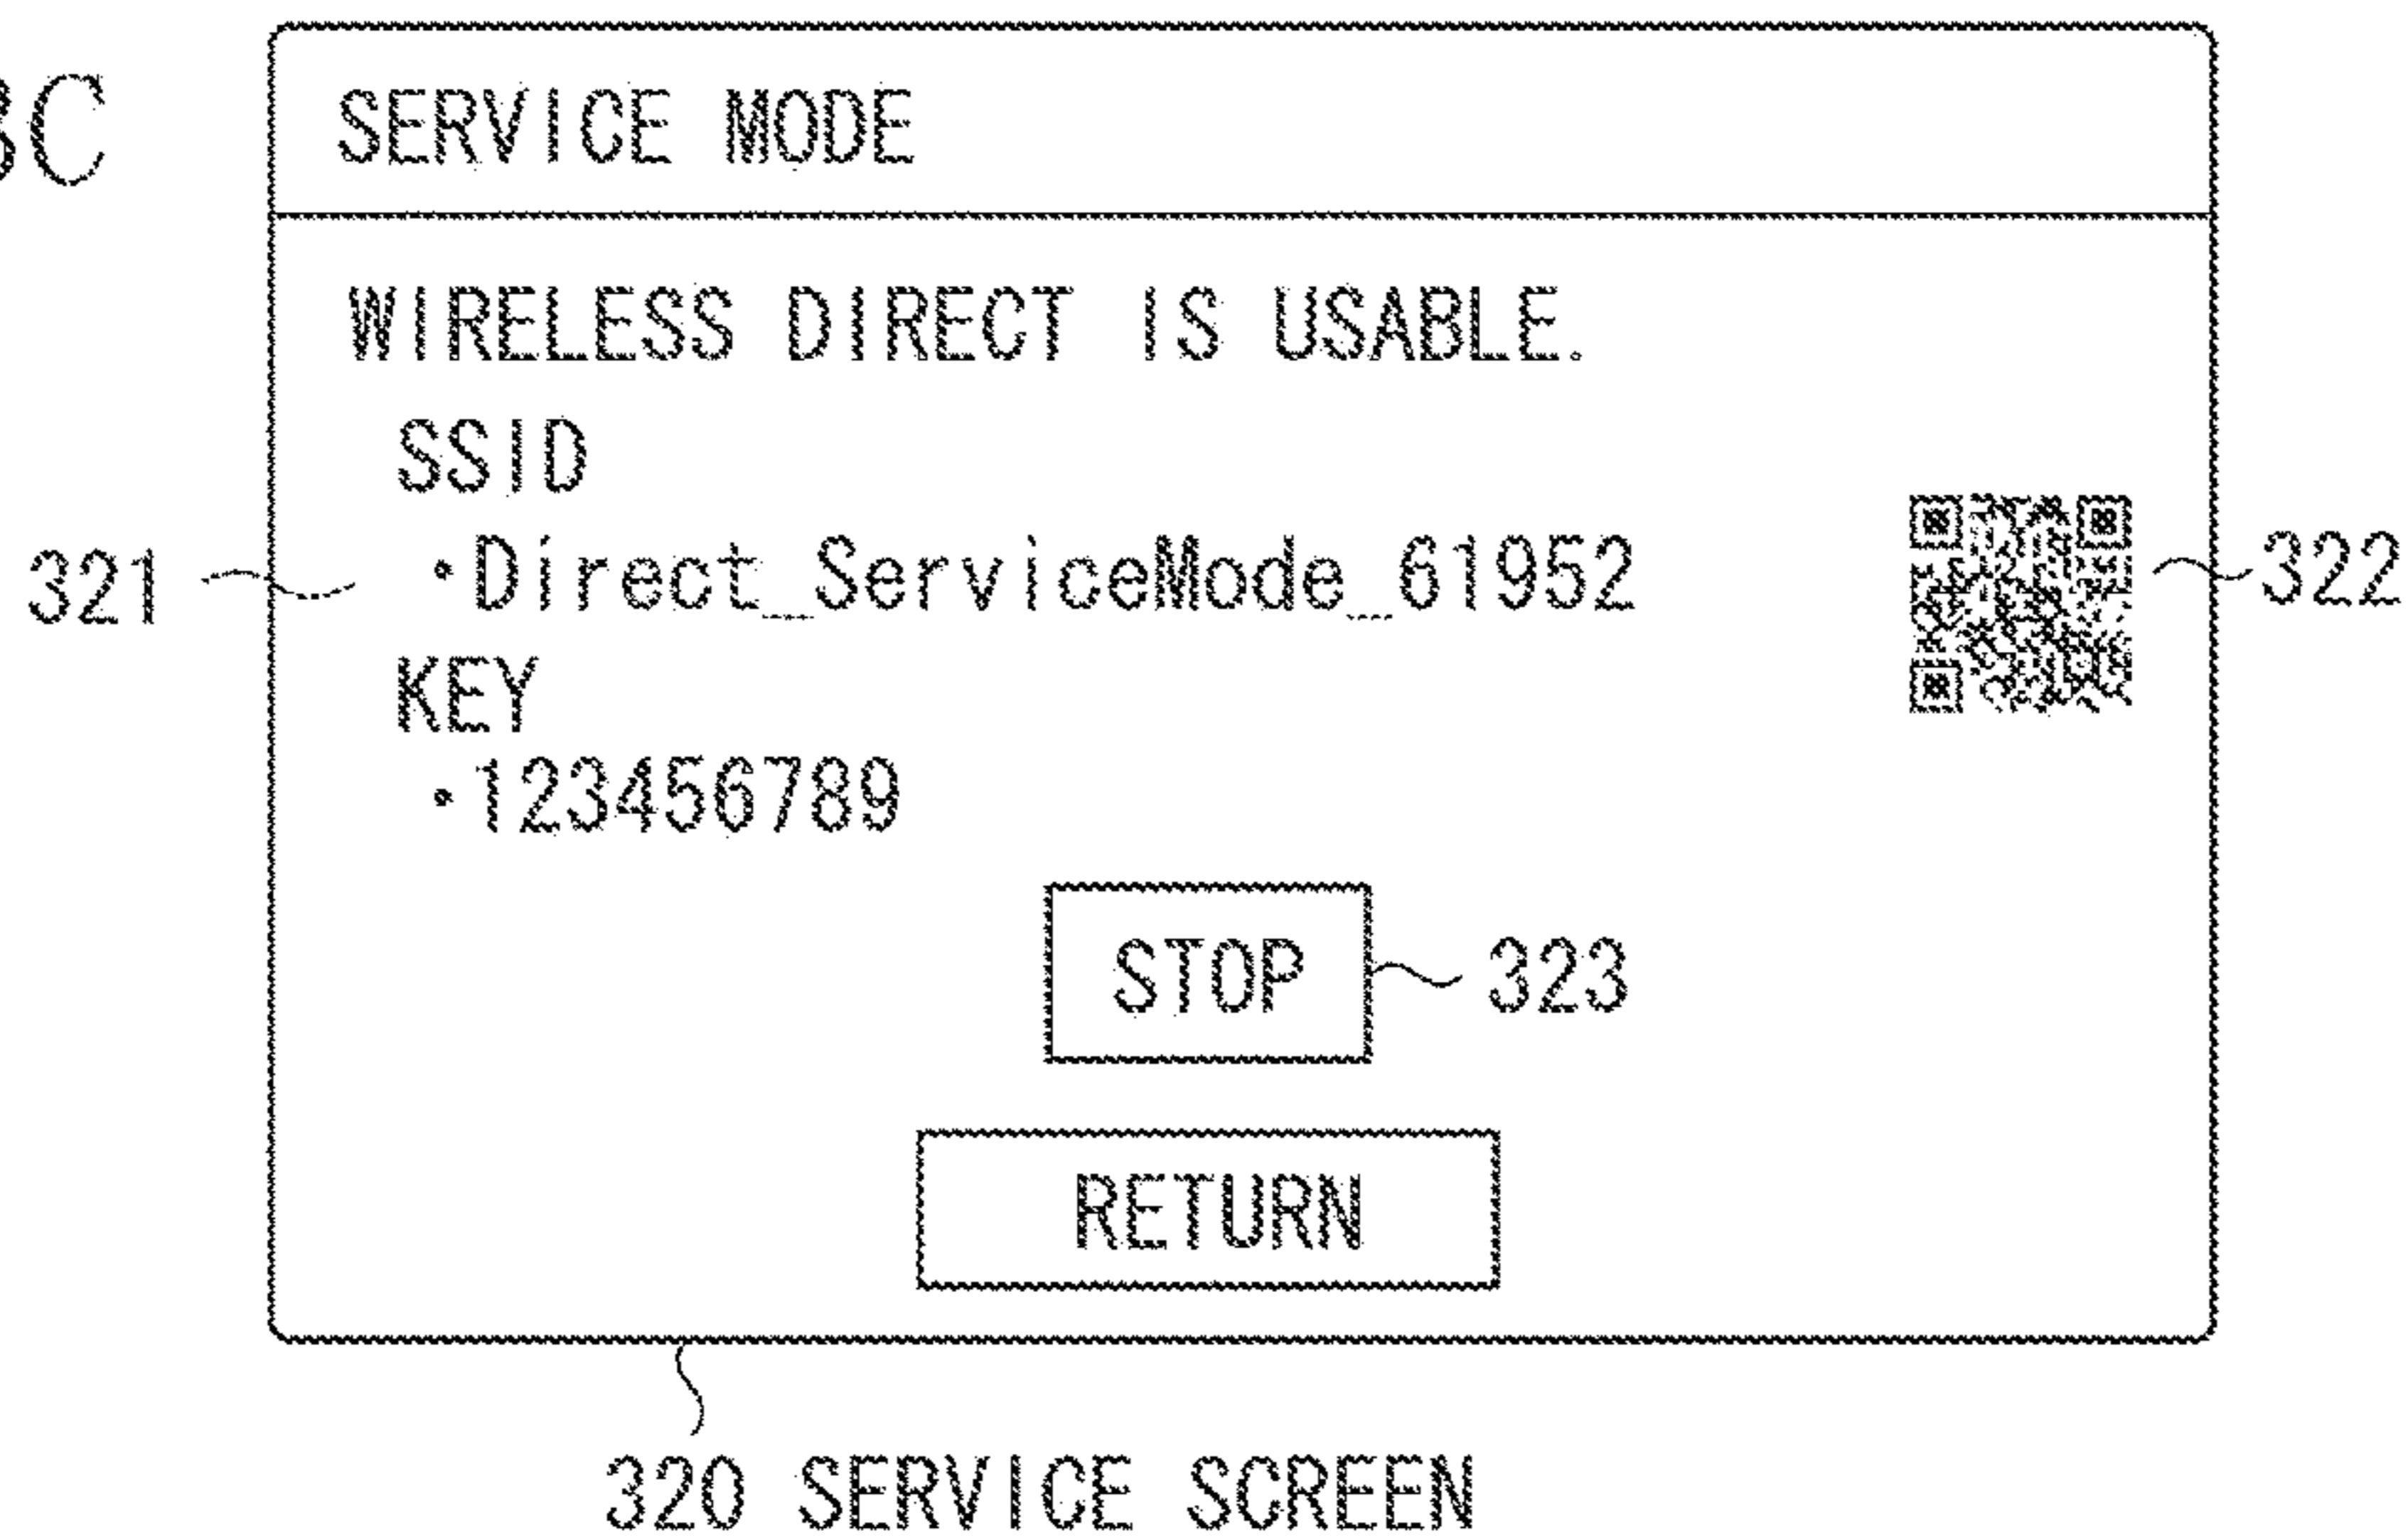 3C
SERVICE MODE
WIRELESS DIRECT IS USABLE.
SSID
・Direct_ServiceMode_61952
321
322
KEY
・123456789
STOP
323
RETURN
320 SERVICE SCREEN